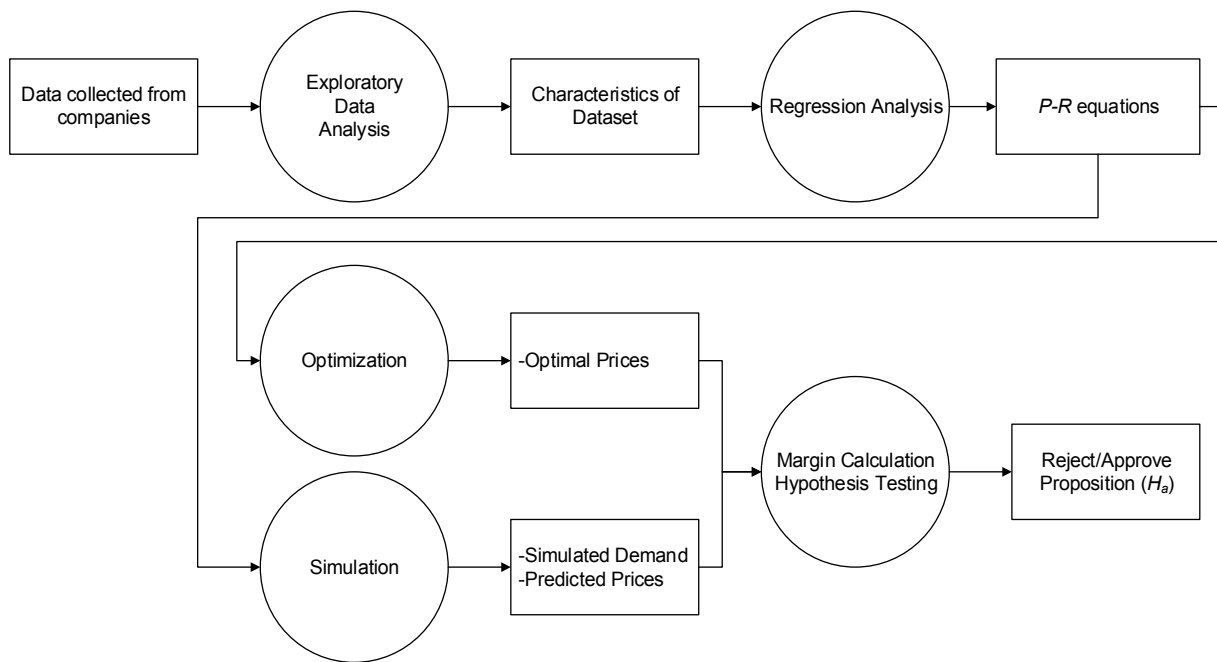 Data collected from
companies
Exploratory
Data
Analysis
Characteristics of
Dataset
Regression Analysis
P-R equations
Optimization
-Optimal Prices
Margin Calculation
Hypothesis Testing
Reject/Approve
Proposition (Hₐ)
Simulation
-Simulated Demand
-Predicted Prices